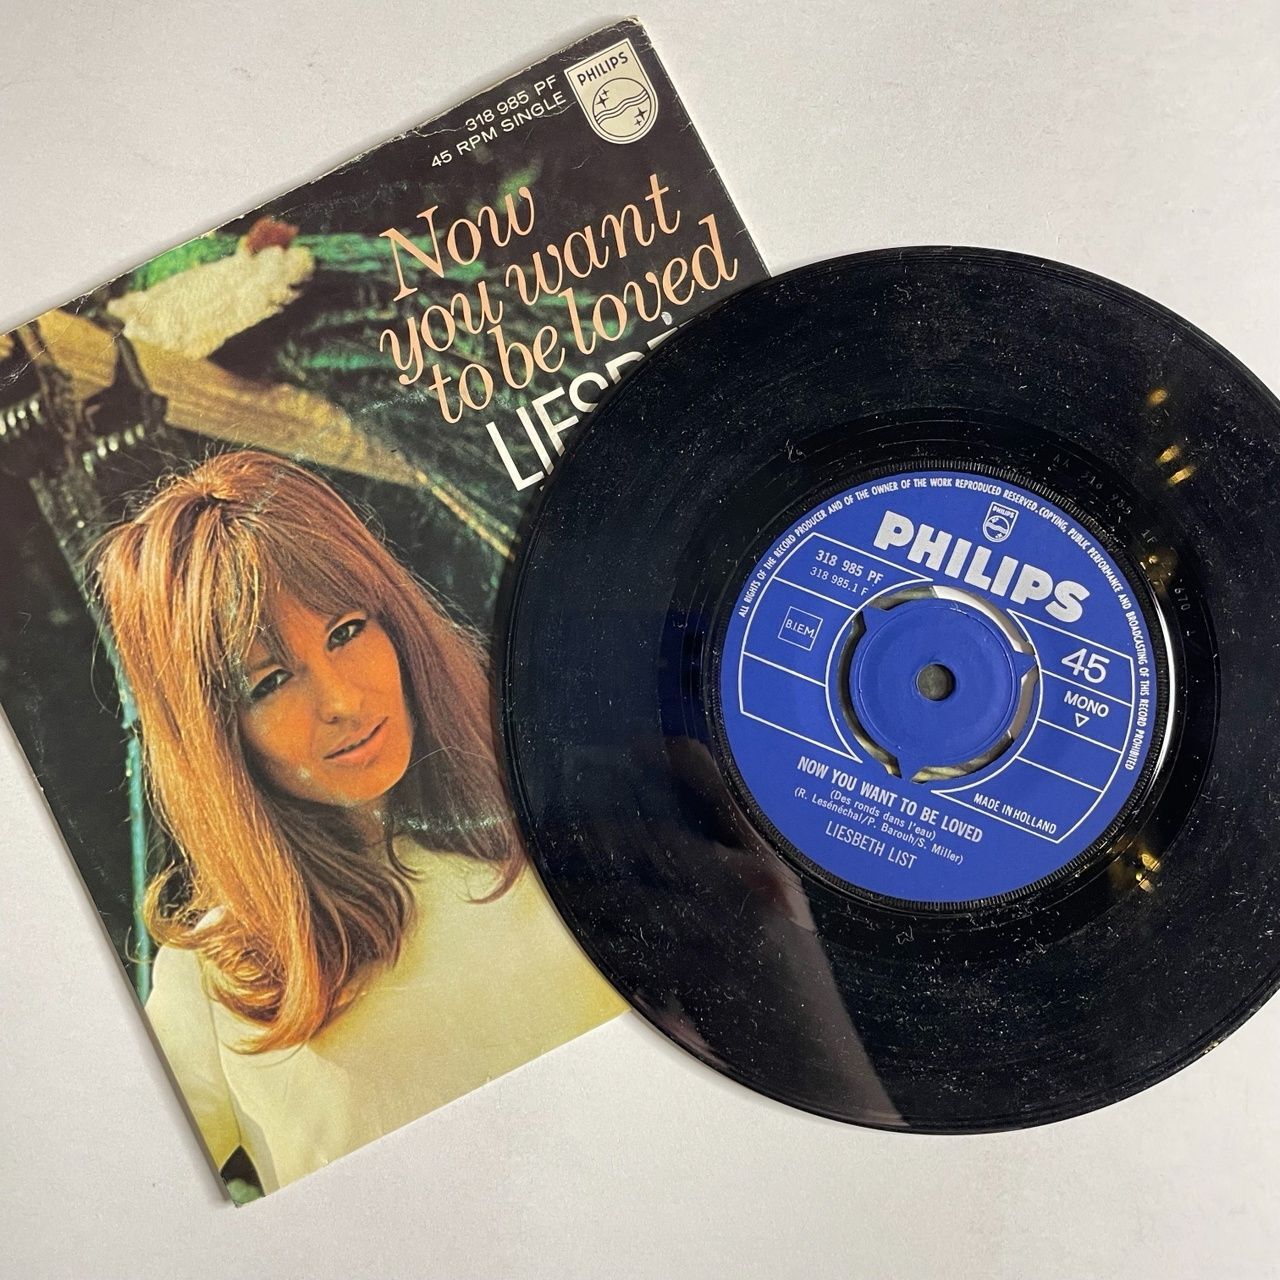 PHILIPS
318 985 PF
45 RPM SINGLE
Now
you want
to be loved
ALL RIGHTS OF THE RECORD PRODUCER AND OF THE OWNER OF THE WORK REPRODUCED RESERVED. COPYING, PUBLIC PERFORMANCE AND BROADCASTING OF THIS RECORD PROHIBITED
PHILIPS
PHILIPS
318 985 PF
318 985.1 F
B.I.E.M.
45
MONO
MADE IN HOLLAND
NOW YOU WANT TO BE LOVED
(Des ronds dans l'eau)
(R. Lesénéchal/P. Barouh/S. Miller)
LIESBETH LIST